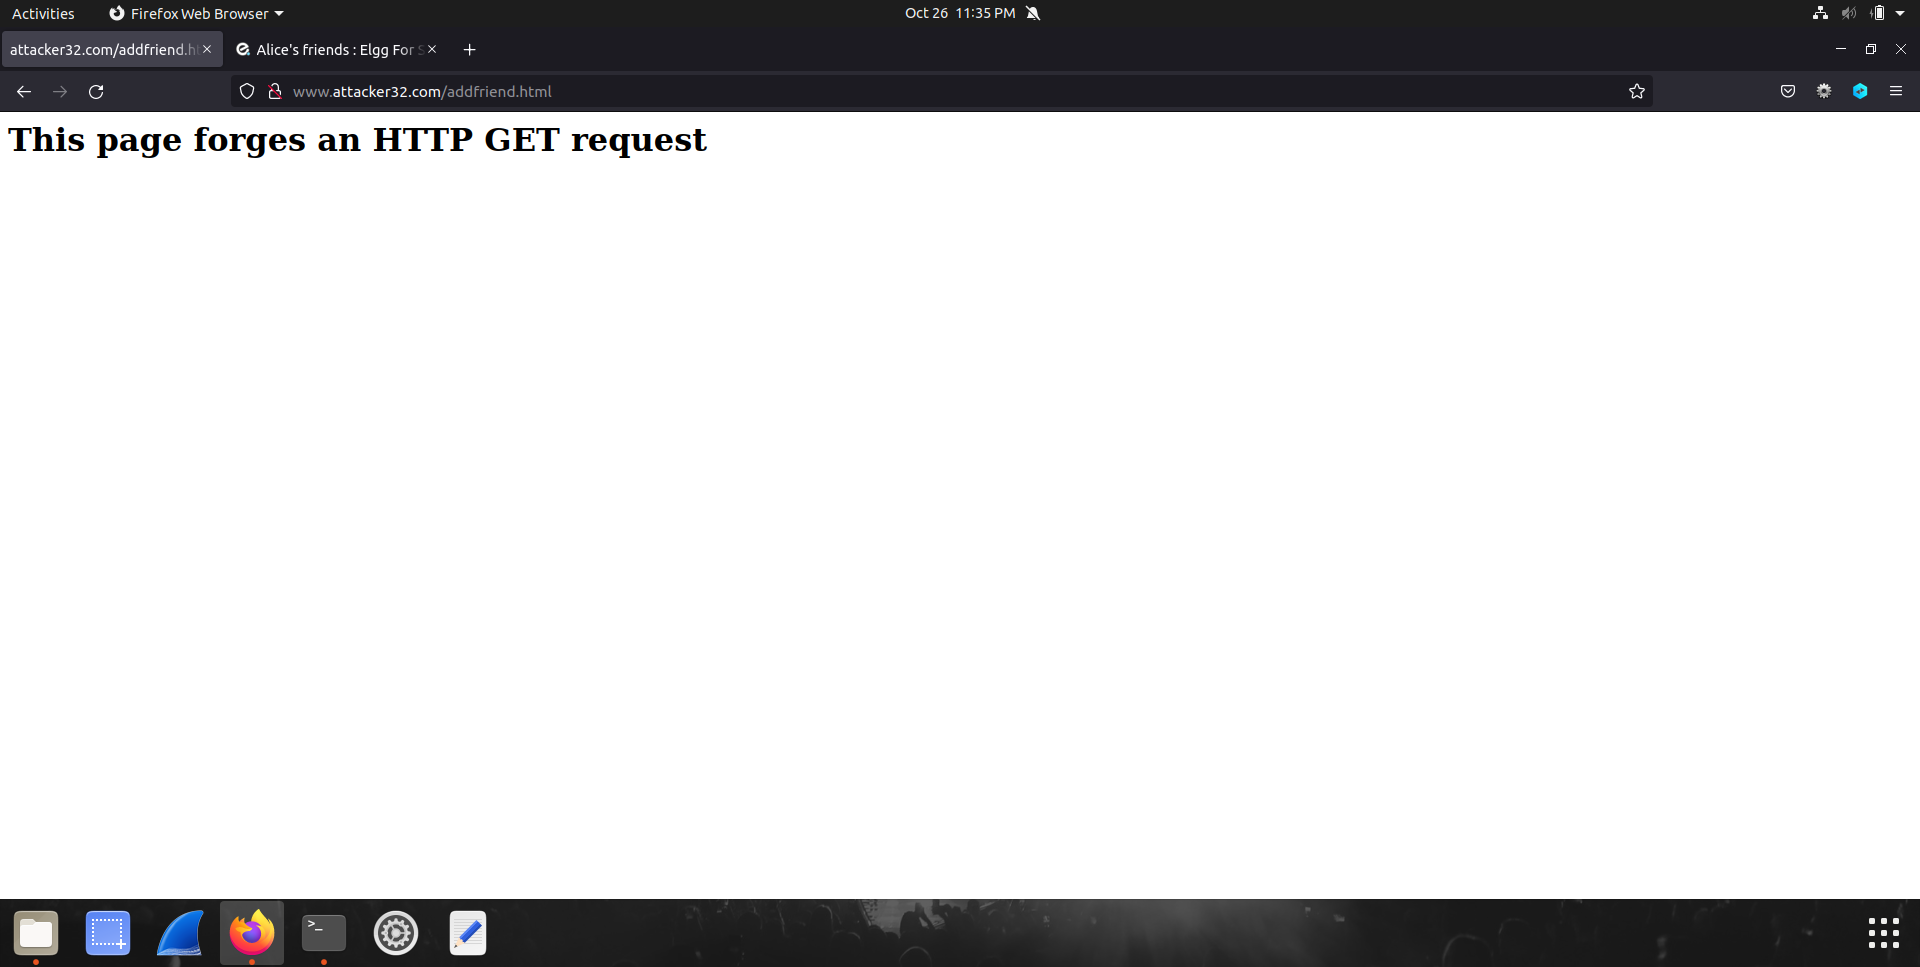 Activities Firefox Web Browser Oct 26 11:35 PM
attacker32.com/addfriend.h Alice's friends : Elgg For S
www.attacker32.com/addfriend.html
This page forges an HTTP GET request
>_